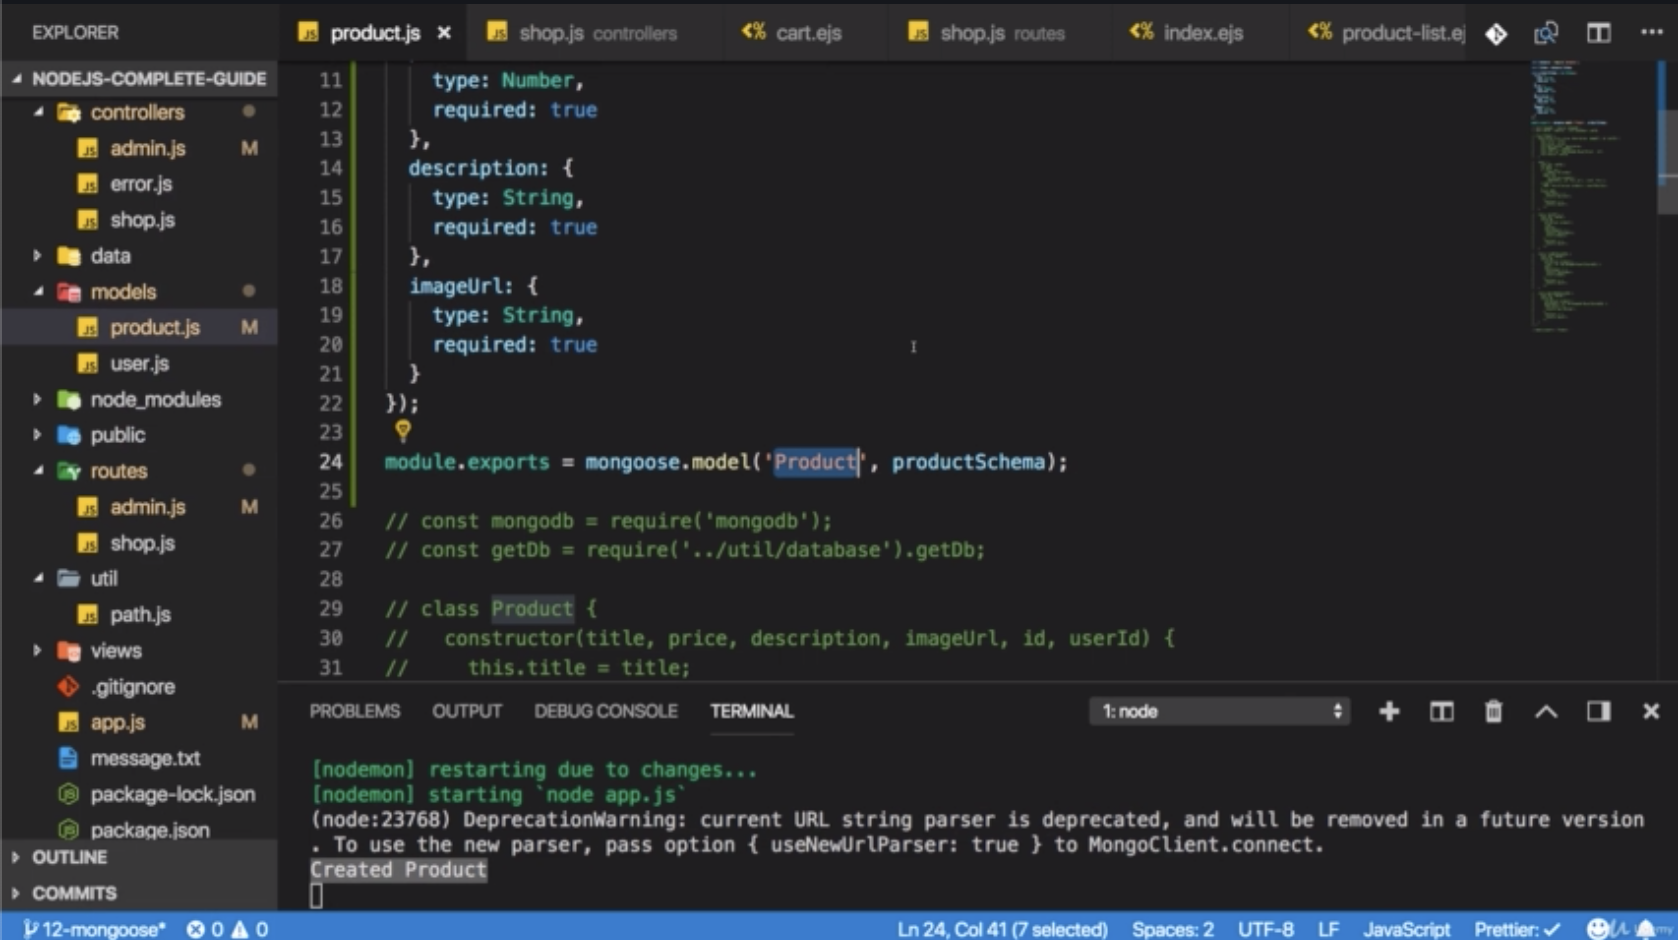 EXPLORER
product.js
shop.js controllers
cart.ejs
shop.js routes
index.ejs
product-list.ej
NODEJS-COMPLETE-GUIDE
controllers
admin.js M
error.js
shop.js
data
models
product.js M
user.js
node_modules
public
routes
admin.js M
shop.js
util
path.js
views
.gitignore
app.js M
message.txt
package-lock.json
package.json
OUTLINE
COMMITS
11 type: Number,
12 required: true
13 },
14 description: {
15 type: String,
16 required: true
17 },
18 imageUrl: {
19 type: String,
20 required: true
21 }
22 });
23
24 module.exports = mongoose.model('Product', productSchema);
25
26 // const mongodb = require('mongodb');
27 // const getDb = require('../util/database').getDb;
28
29 // class Product {
30 // constructor(title, price, description, imageUrl, id, userId) {
31 // this.title = title;
PROBLEMS OUTPUT DEBUG CONSOLE TERMINAL
1: node
[nodemon] restarting due to changes...
[nodemon] starting `node app.js`
(node:23768) DeprecationWarning: current URL string parser is deprecated, and will be removed in a future version
. To use the new parser, pass option { useNewUrlParser: true } to MongoClient.connect.
Created Product
12-mongoose* 0 0 Ln 24, Col 41 (7 selected) Spaces: 2 UTF-8 LF JavaScript Prettier: ✓